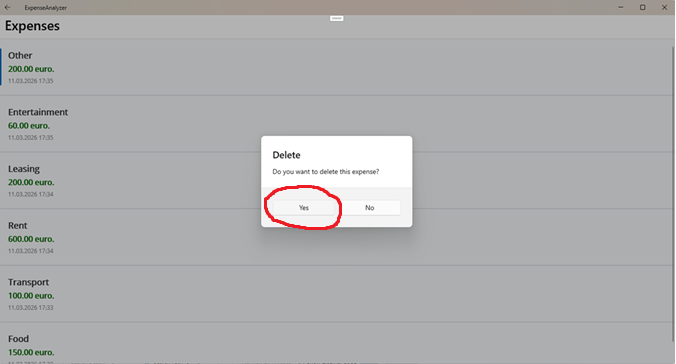 ExpenseAnalyzer
Expenses
Other
200.00 euro.
11.03.2026 17:35
Entertainment
60.00 euro.
11.03.2026 17:35
Leasing
200.00 euro.
11.03.2026 17:34
Rent
600.00 euro.
11.03.2026 17:34
Transport
100.00 euro.
11.03.2026 17:33
Food
150.00 euro.
Delete
Do you want to delete this expense?
Yes
No